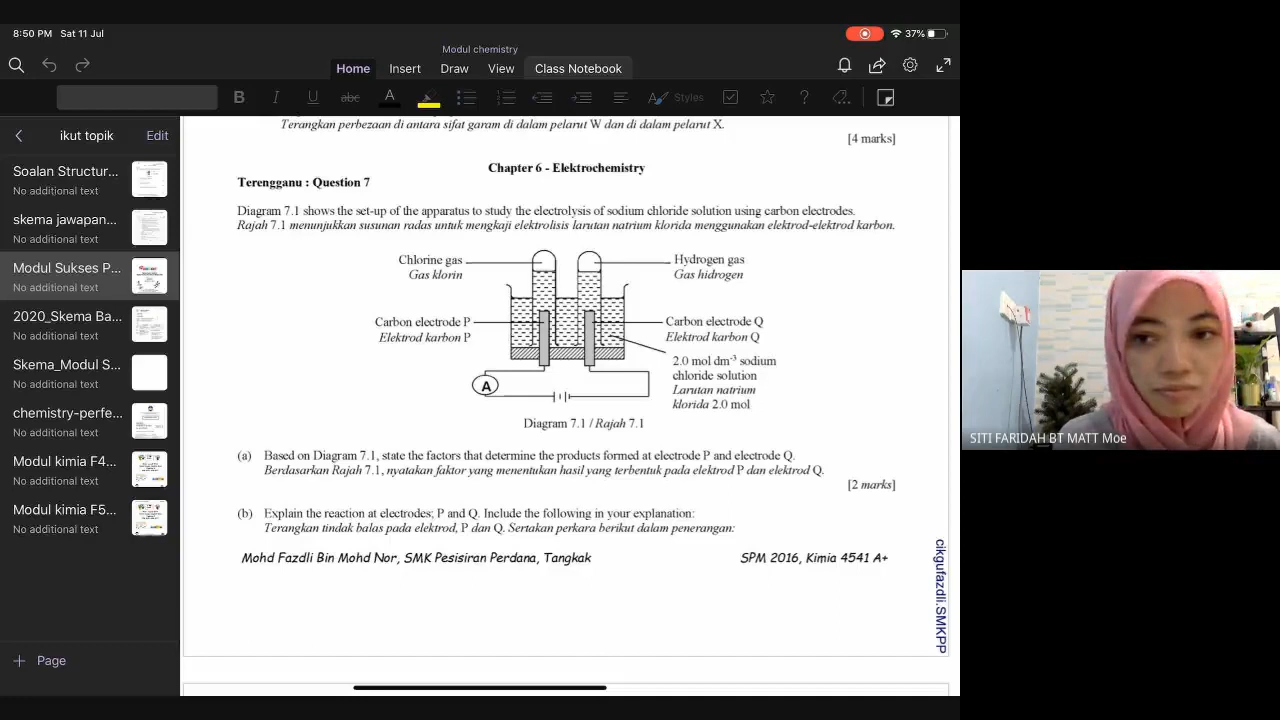 8:50 PM Sat 11 Jul
37%
Modul chemistry
Home Insert Draw View Class Notebook
B I U abc A Styles ?
ikut topik Edit
Soalan Structur...
No additional text
skema jawapan...
No additional text
Modul Sukses P...
No additional text
2020_Skema Ba...
No additional text
Skema_Modul S...
No additional text
chemistry-perfe...
No additional text
Modul kimia F4...
No additional text
Modul kimia F5...
No additional text
+ Page
Terangkan perbezaan di antara sifat garam di dalam pelarut W dan di dalam pelarut X.
[4 marks]
Chapter 6 - Elektrochemistry
Terengganu : Question 7
Diagram 7.1 shows the set-up of the apparatus to study the electrolysis of sodium chloride solution using carbon electrodes.
Rajah 7.1 menunjukkan susunan radas untuk mengkaji elektrolisis larutan natrium klorida menggunakan elektrod-elektrod karbon.
Chlorine gas
Gas klorin
Hydrogen gas
Gas hidrogen
Carbon electrode P
Elektrod karbon P
Carbon electrode Q
Elektrod karbon Q
2.0 mol dm⁻³ sodium
chloride solution
Larutan natrium
klorida 2.0 mol
A
Diagram 7.1 / Rajah 7.1
(a) Based on Diagram 7.1, state the factors that determine the products formed at electrode P and electrode Q.
Berdasarkan Rajah 7.1, nyatakan faktor yang menentukan hasil yang terbentuk pada elektrod P dan elektrod Q.
[2 marks]
(b) Explain the reaction at electrodes; P and Q. Include the following in your explanation:
Terangkan tindak balas pada elektrod, P dan Q. Sertakan perkara berikut dalam penerangan:
Mohd Fazdli Bin Mohd Nor, SMK Pesisiran Perdana, Tangkak SPM 2016, Kimia 4541 A+
cikgufazdli.SMKPP
SITI FARIDAH BT MATT Moe